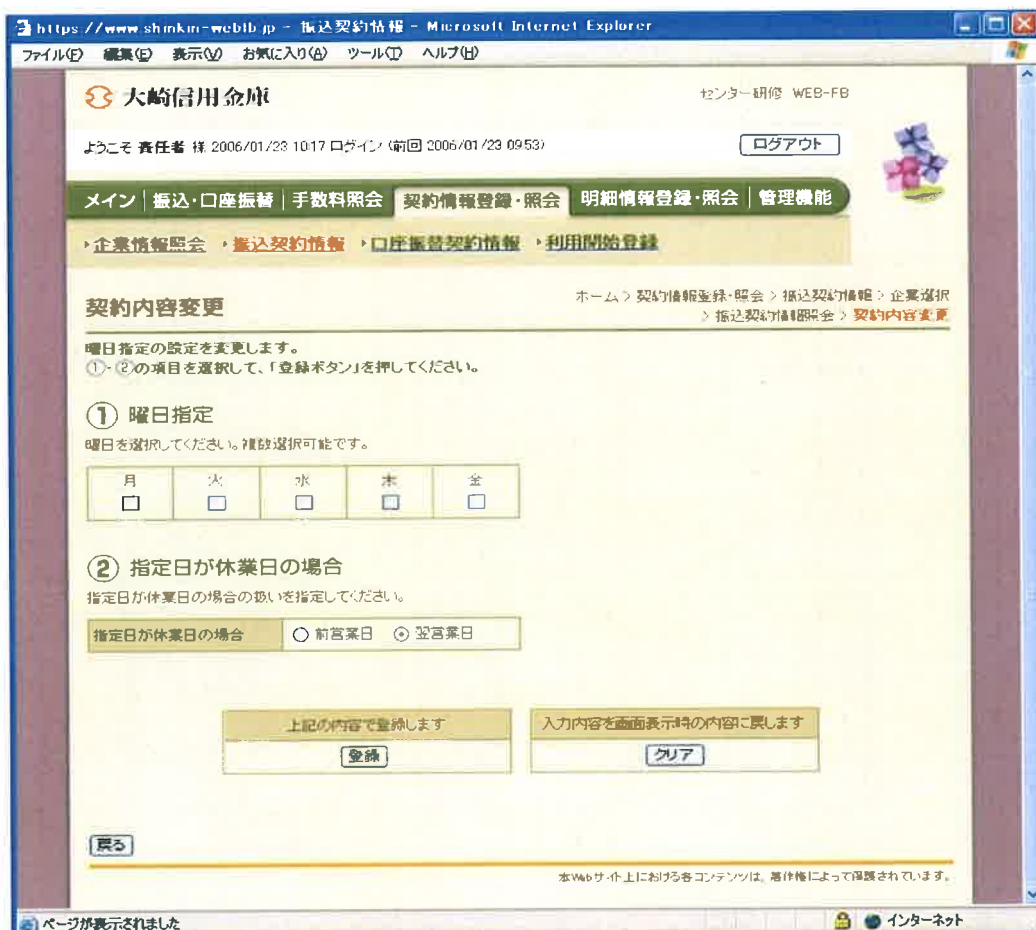 https://www.shinkin-webfb.jp - 振込契約情報 - Microsoft Internet Explorer
ファイル(F) 編集(E) 表示(V) お気に入り(A) ツール(T) ヘルプ(H)
大崎信用金庫
センター研修 WEB-FB
ようこそ 責任者 様 2006/01/23 10:17 ログイン (前回 2006/01/23 09:53)
ログアウト
メイン 振込・口座振替 手数料照会 契約情報登録・照会 明細情報登録・照会 管理機能
企業情報照会 振込契約情報 口座振替契約情報 利用開始登録
契約内容変更
ホーム > 契約情報登録・照会 > 振込契約情報 > 企業選択
> 振込契約情報照会 > 契約内容変更
曜日指定の設定を変更します。
①-②の項目を選択して、「登録ボタン」を押してください。
① 曜日指定
曜日を選択してください。複数選択可能です。
月 火 水 木 金
② 指定日が休業日の場合
指定日が休業日の場合の扱いを指定してください。
指定日が休業日の場合 前営業日 翌営業日
上記の内容で登録します
登録
入力内容を画面表示時の内容に戻します
クリア
戻る
本Webサイト上における各コンテンツは、著作権によって保護されています。
ページが表示されました インターネット